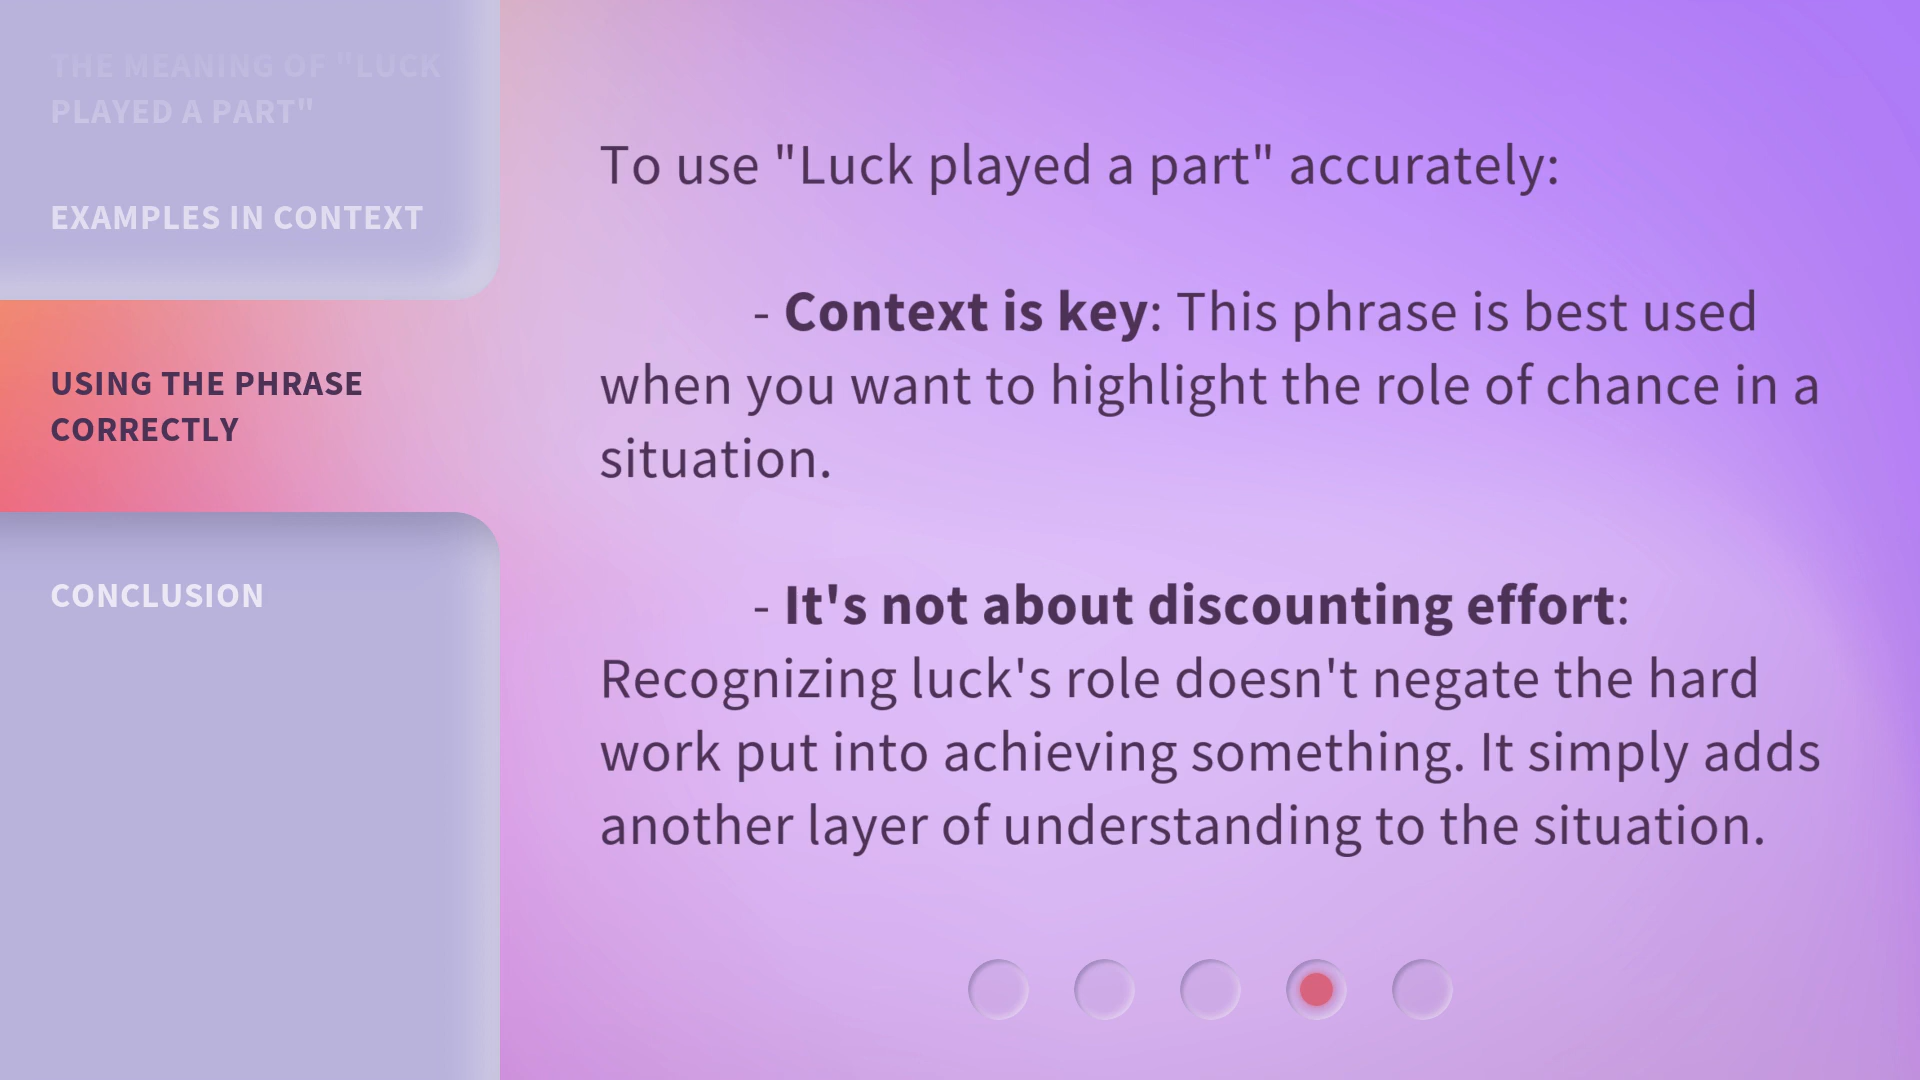 THE MEANING OF "LUCK
PLAYED A PART"
EXAMPLES IN CONTEXT
USING THE PHRASE
CORRECTLY
CONCLUSION
To use "Luck played a part" accurately:
- Context is key: This phrase is best used
when you want to highlight the role of chance in a
situation.
- It's not about discounting effort:
Recognizing luck's role doesn't negate the hard
work put into achieving something. It simply adds
another layer of understanding to the situation.